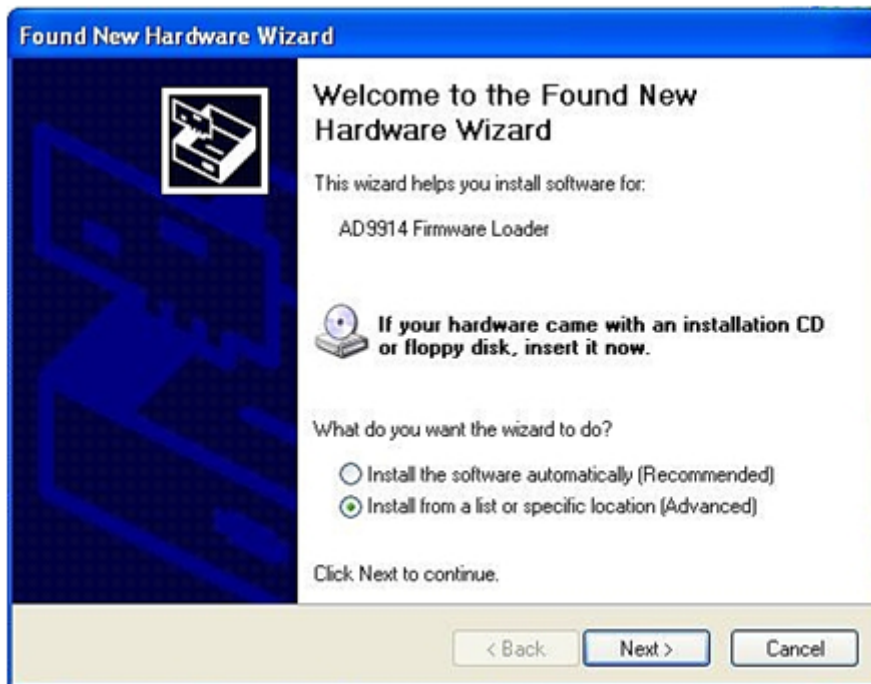 Found New Hardware Wizard
Welcome to the Found New
Hardware Wizard
This wizard helps you install software for:
AD9914 Firmware Loader
If your hardware came with an installation CD
or floppy disk, insert it now.
What do you want the wizard to do?
Install the software automatically (Recommended)
Install from a list or specific location (Advanced)
Click Next to continue.
< Back
Next >
Cancel